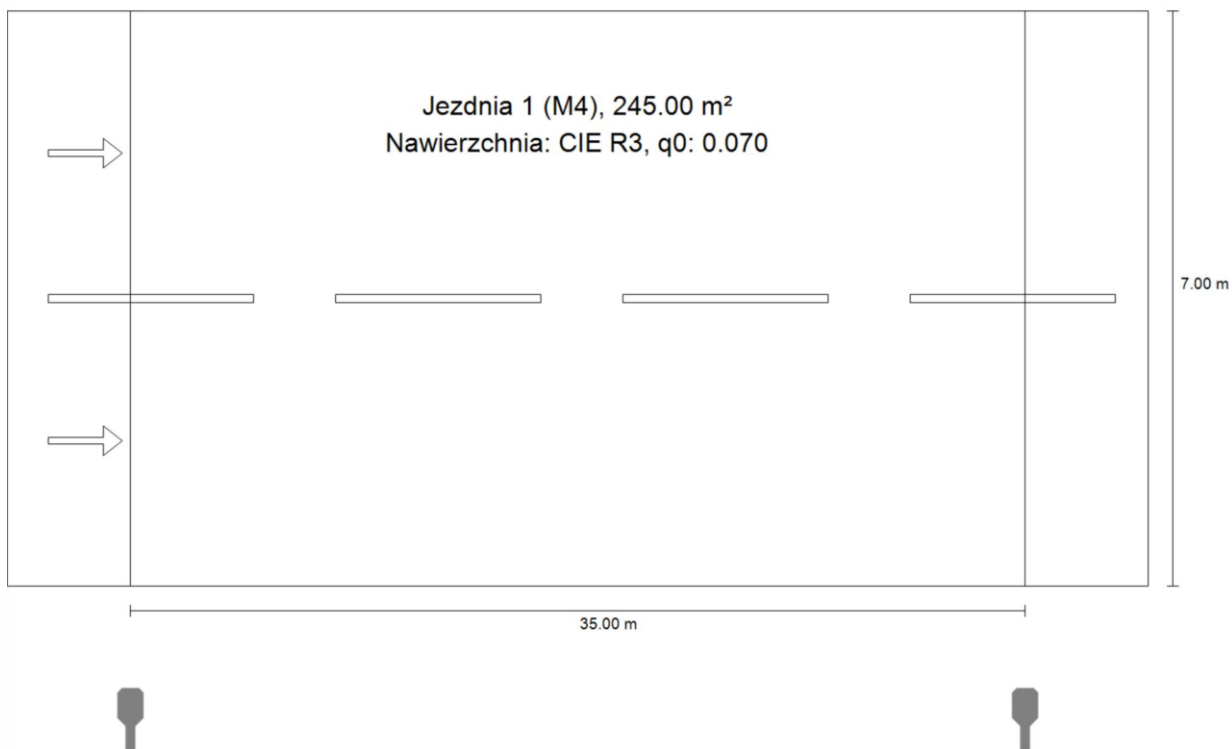 Jezdnia 1 (M4), 245.00 m²
Nawierzchnia: CIE R3, q0: 0.070
7.00 m
35.00 m